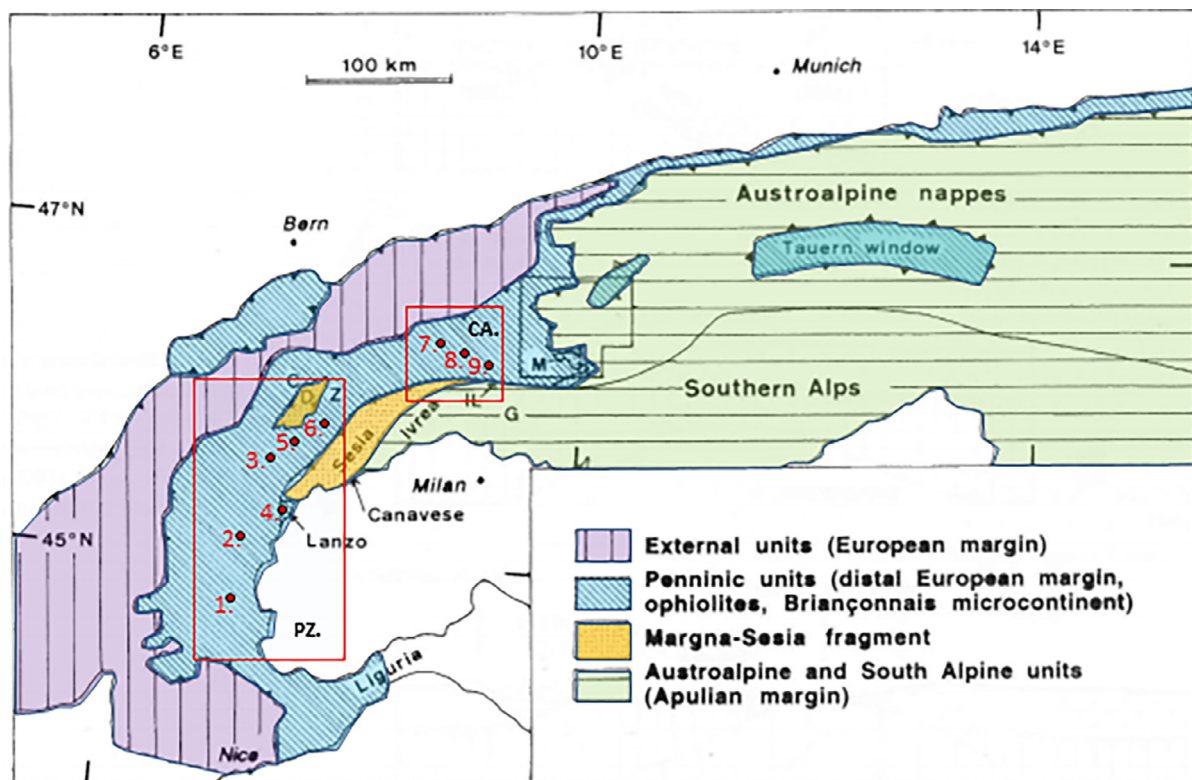 6°E
10°E
14°E
100 km
Munich
47°N
Bern
Austroalpine nappes
Tauern window
CA.
7.
8.
9.
M
IL
G
Southern Alps
C
D.
Z
6.
5.
3.
Sesia
Ivrea
Milan
Canavese
4.
Lanzo
45°N
2.
1.
PZ.
Liguria
Nice
External units (European margin)
Penninic units (distal European margin,
ophiolites, Briançonnais microcontinent)
Margna-Sesia fragment
Austroalpine and South Alpine units
(Apulian margin)